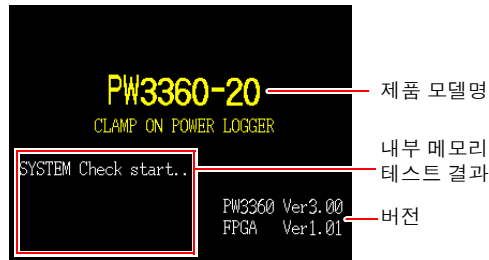 PW3360-20
CLAMP ON POWER LOGGER
SYSTEM Check start..
PW3360 Ver3.00
FPGA Ver1.01
제품 모델명
내부 메모리
테스트 결과
버전